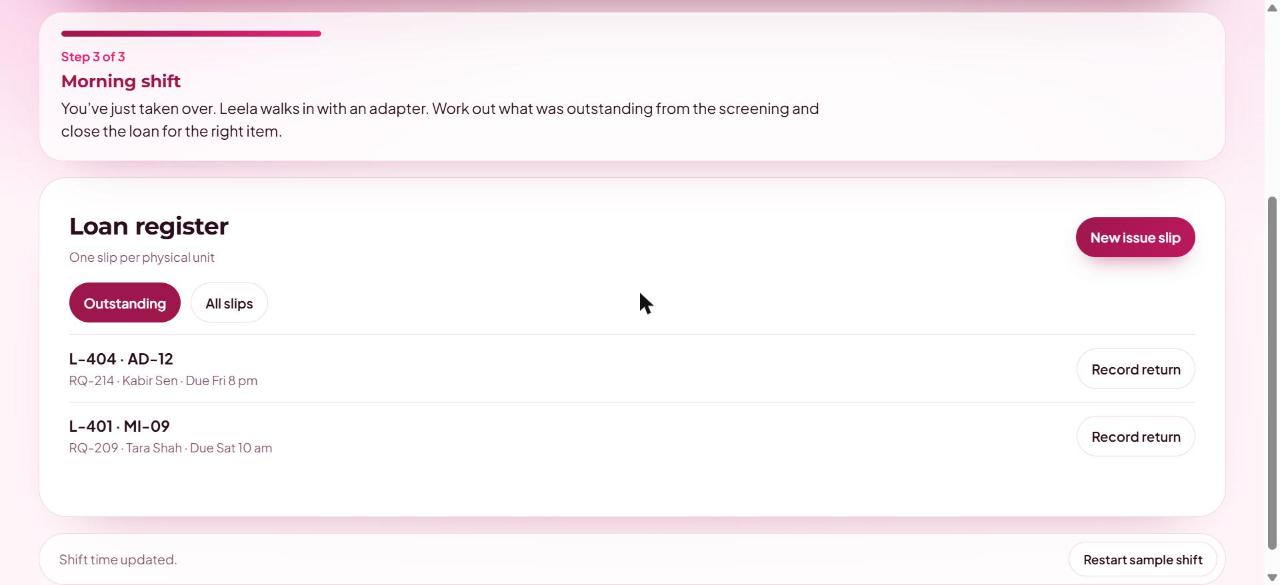 Step 3 of 3
Morning shift
You've just taken over. Leela walks in with an adapter. Work out what was outstanding from the screening and
close the loan for the right item.
Loan register
New issue slip
One slip per physical unit
Outstanding
All slips
L-404 · AD-12
RQ-214 · Kabir Sen · Due Fri 8 pm
Record return
L-401 · MI-09
RQ-209 · Tara Shah · Due Sat 10 am
Record return
Shift time updated.
Restart sample shift